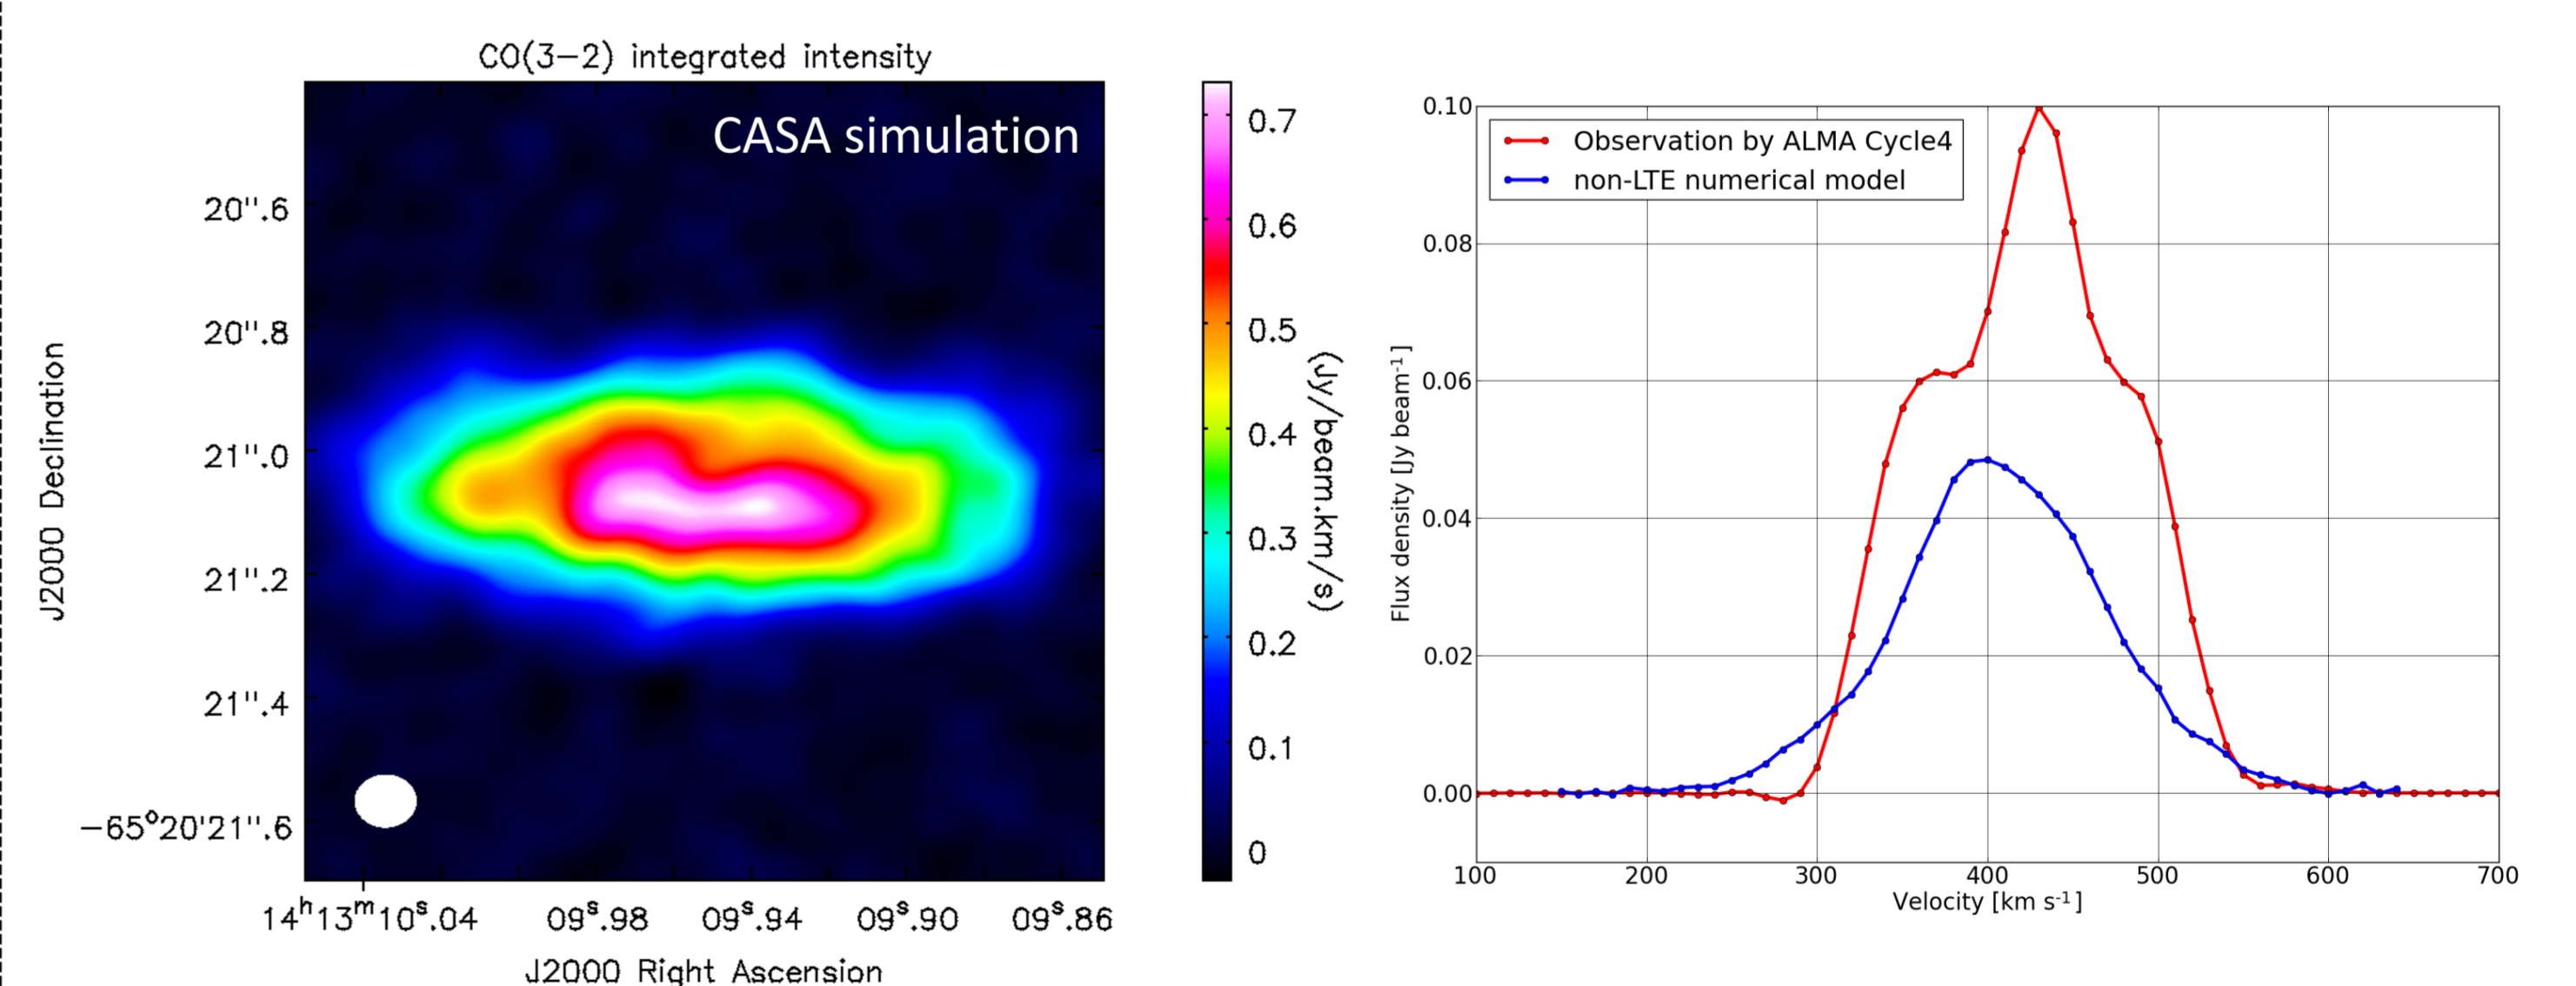 CO(3−2) integrated intensity
CASA simulation
20''.6
20''.8
21''.0
21''.2
21''.4
−65°20'21''.6
J2000 Declination
14ʰ13ᵐ10ˢ.04
09ˢ.98
09ˢ.94
09ˢ.90
09ˢ.86
J2000 Right Ascension
0.7
0.6
0.5
0.4
0.3
0.2
0.1
0
(Jy/beam.km/s)
Observation by ALMA Cycle4
non-LTE numerical model
0.10
0.08
0.06
0.04
0.02
0.00
Flux density [Jy beam⁻¹]
100
200
300
400
500
600
700
Velocity [km s⁻¹]